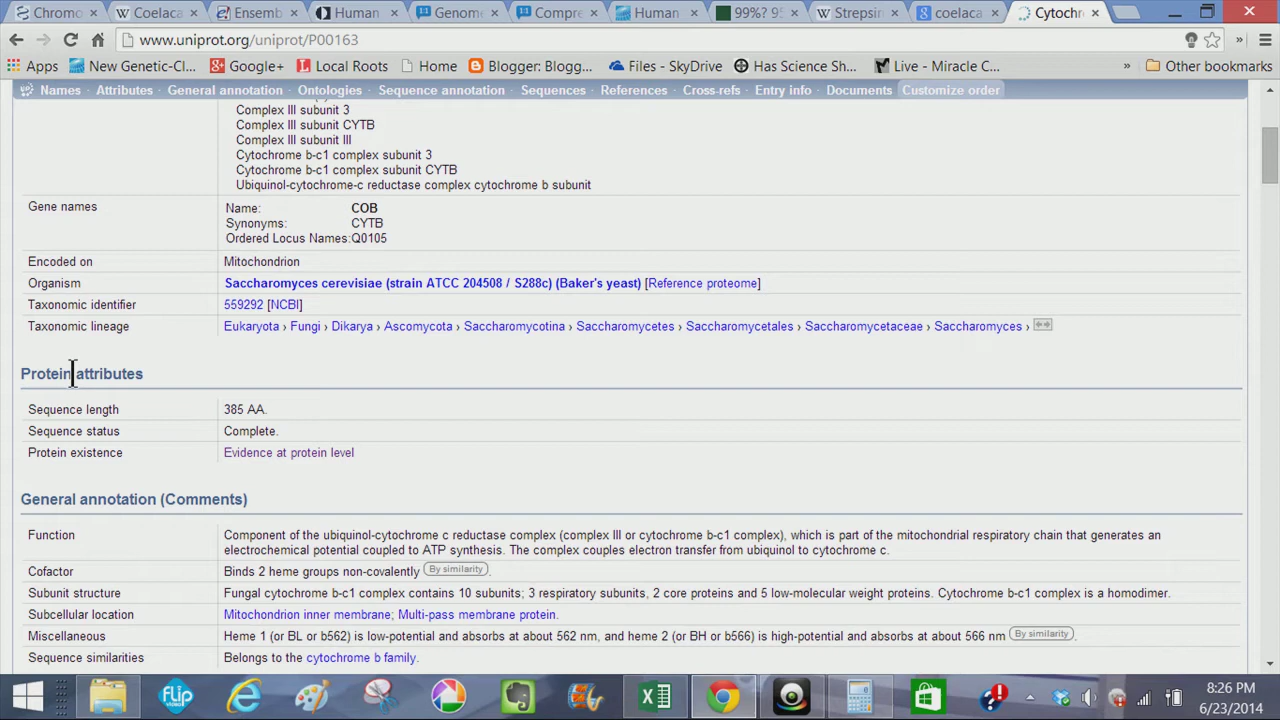 Chromo
Coelaca
Ensemb
Human
Genome
Compre
Human
99%? 95
Strepsin
coelaca
Cytochr
www.uniprot.org/uniprot/P00163
Apps
New Genetic-Cl...
Google+
Local Roots
Home
Blogger: Blogg...
Files - SkyDrive
Has Science Sh...
Live - Miracle C...
»
Other bookmarks
Names Attributes General annotation Ontologies Sequence annotation Sequences References Cross-refs Entry info Documents Customize order
Complex III subunit 3
Complex III subunit CYTB
Complex III subunit III
Cytochrome b-c1 complex subunit 3
Cytochrome b-c1 complex subunit CYTB
Ubiquinol-cytochrome-c reductase complex cytochrome b subunit
Gene names
Name: COB
Synonyms: CYTB
Ordered Locus Names:Q0105
Encoded on Mitochondrion
Organism Saccharomyces cerevisiae (strain ATCC 204508 / S288c) (Baker's yeast) [Reference proteome]
Taxonomic identifier 559292 [NCBI]
Taxonomic lineage Eukaryota › Fungi › Dikarya › Ascomycota › Saccharomycotina › Saccharomycetes › Saccharomycetales › Saccharomycetaceae › Saccharomyces ›
Protein attributes
Sequence length 385 AA.
Sequence status Complete.
Protein existence Evidence at protein level
General annotation (Comments)
Function Component of the ubiquinol-cytochrome c reductase complex (complex III or cytochrome b-c1 complex), which is part of the mitochondrial respiratory chain that generates an
electrochemical potential coupled to ATP synthesis. The complex couples electron transfer from ubiquinol to cytochrome c.
Cofactor Binds 2 heme groups non-covalently By similarity .
Subunit structure Fungal cytochrome b-c1 complex contains 10 subunits; 3 respiratory subunits, 2 core proteins and 5 low-molecular weight proteins. Cytochrome b-c1 complex is a homodimer.
Subcellular location Mitochondrion inner membrane; Multi-pass membrane protein.
Miscellaneous Heme 1 (or BL or b562) is low-potential and absorbs at about 562 nm, and heme 2 (or BH or b566) is high-potential and absorbs at about 566 nm By similarity .
Sequence similarities Belongs to the cytochrome b family.
flip
8:26 PM
6/23/2014